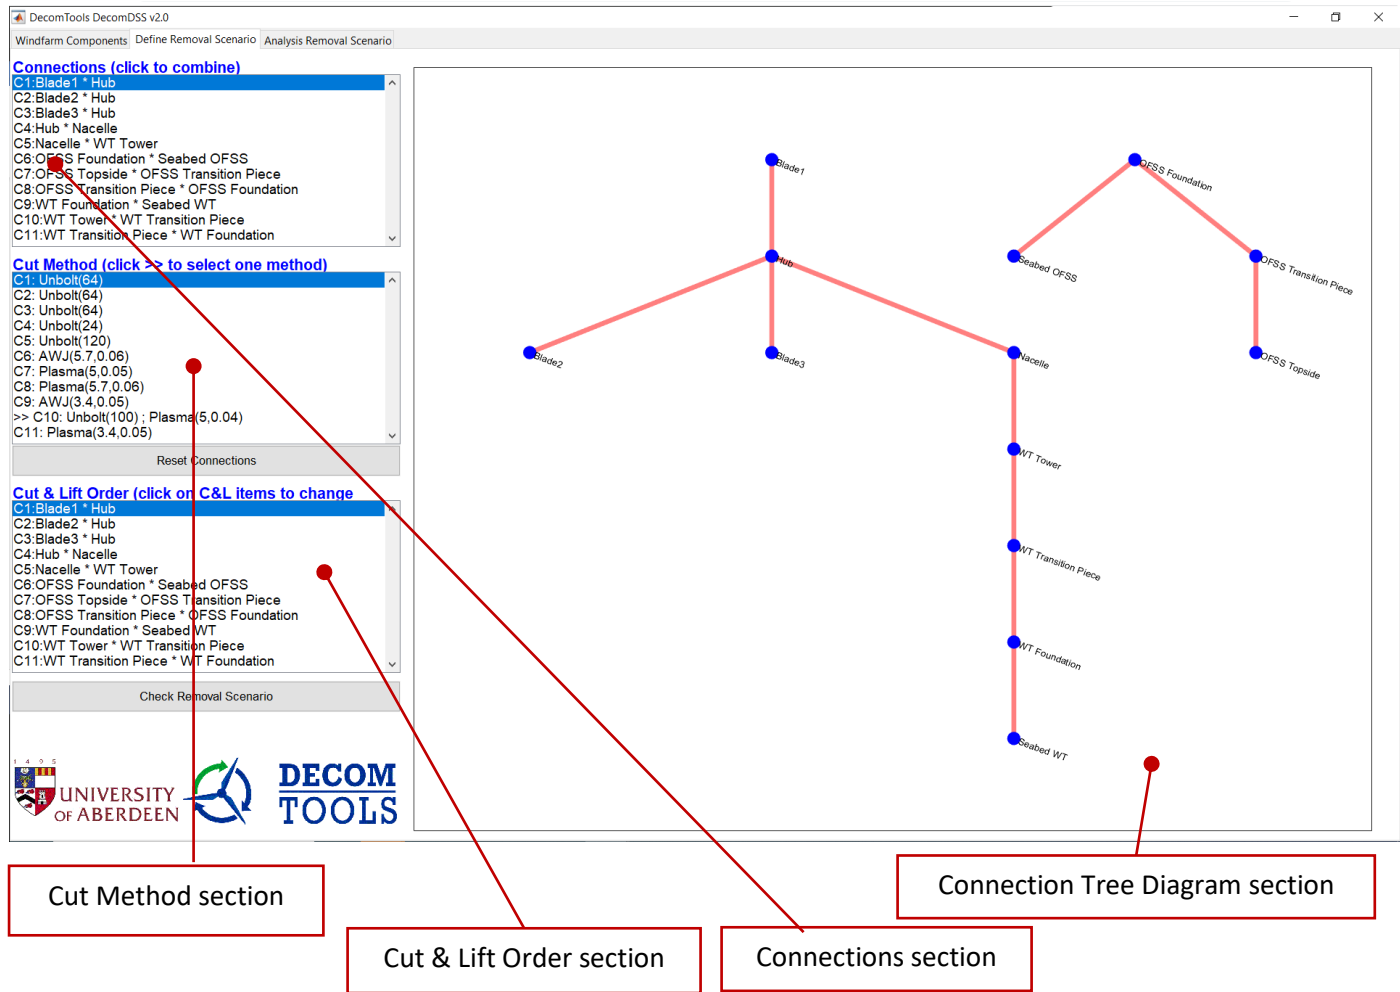 DecomTools DecomDSS v2.0
Windfarm Components Define Removal Scenario Analysis Removal Scenario
Connections (click to combine)
C1:Blade1 * Hub
C2:Blade2 * Hub
C3:Blade3 * Hub
C4:Hub * Nacelle
C5:Nacelle * WT Tower
C6:OFSS Foundation * Seabed OFSS
C7:OFSS Topside * OFSS Transition Piece
C8:OFSS Transition Piece * OFSS Foundation
C9:WT Foundation * Seabed WT
C10:WT Tower * WT Transition Piece
C11:WT Transition Piece * WT Foundation
Cut Method (click >> to select one method)
C1: Unbolt(64)
C2: Unbolt(64)
C3: Unbolt(64)
C4: Unbolt(24)
C5: Unbolt(120)
C6: AWJ(5.7,0.06)
C7: Plasma(5,0.05)
C8: Plasma(5.7,0.06)
C9: AWJ(3.4,0.05)
>> C10: Unbolt(100) ; Plasma(5,0.04)
C11: Plasma(3.4,0.05)
Reset Connections
Cut & Lift Order (click on C&L items to change
C1:Blade1 * Hub
C2:Blade2 * Hub
C3:Blade3 * Hub
C4:Hub * Nacelle
C5:Nacelle * WT Tower
C6:OFSS Foundation * Seabed OFSS
C7:OFSS Topside * OFSS Transition Piece
C8:OFSS Transition Piece * OFSS Foundation
C9:WT Foundation * Seabed WT
C10:WT Tower * WT Transition Piece
C11:WT Transition Piece * WT Foundation
Check Removal Scenario
1 4 9 5
UNIVERSITY
OF ABERDEEN
DECOM
TOOLS
Blade1
OFSS Foundation
Hub
Seabed OFSS
OFSS Transition Piece
Blade2
Blade3
Nacelle
OFSS Topside
WT Tower
WT Transition Piece
WT Foundation
Seabed WT
Cut Method section
Connection Tree Diagram section
Cut & Lift Order section
Connections section